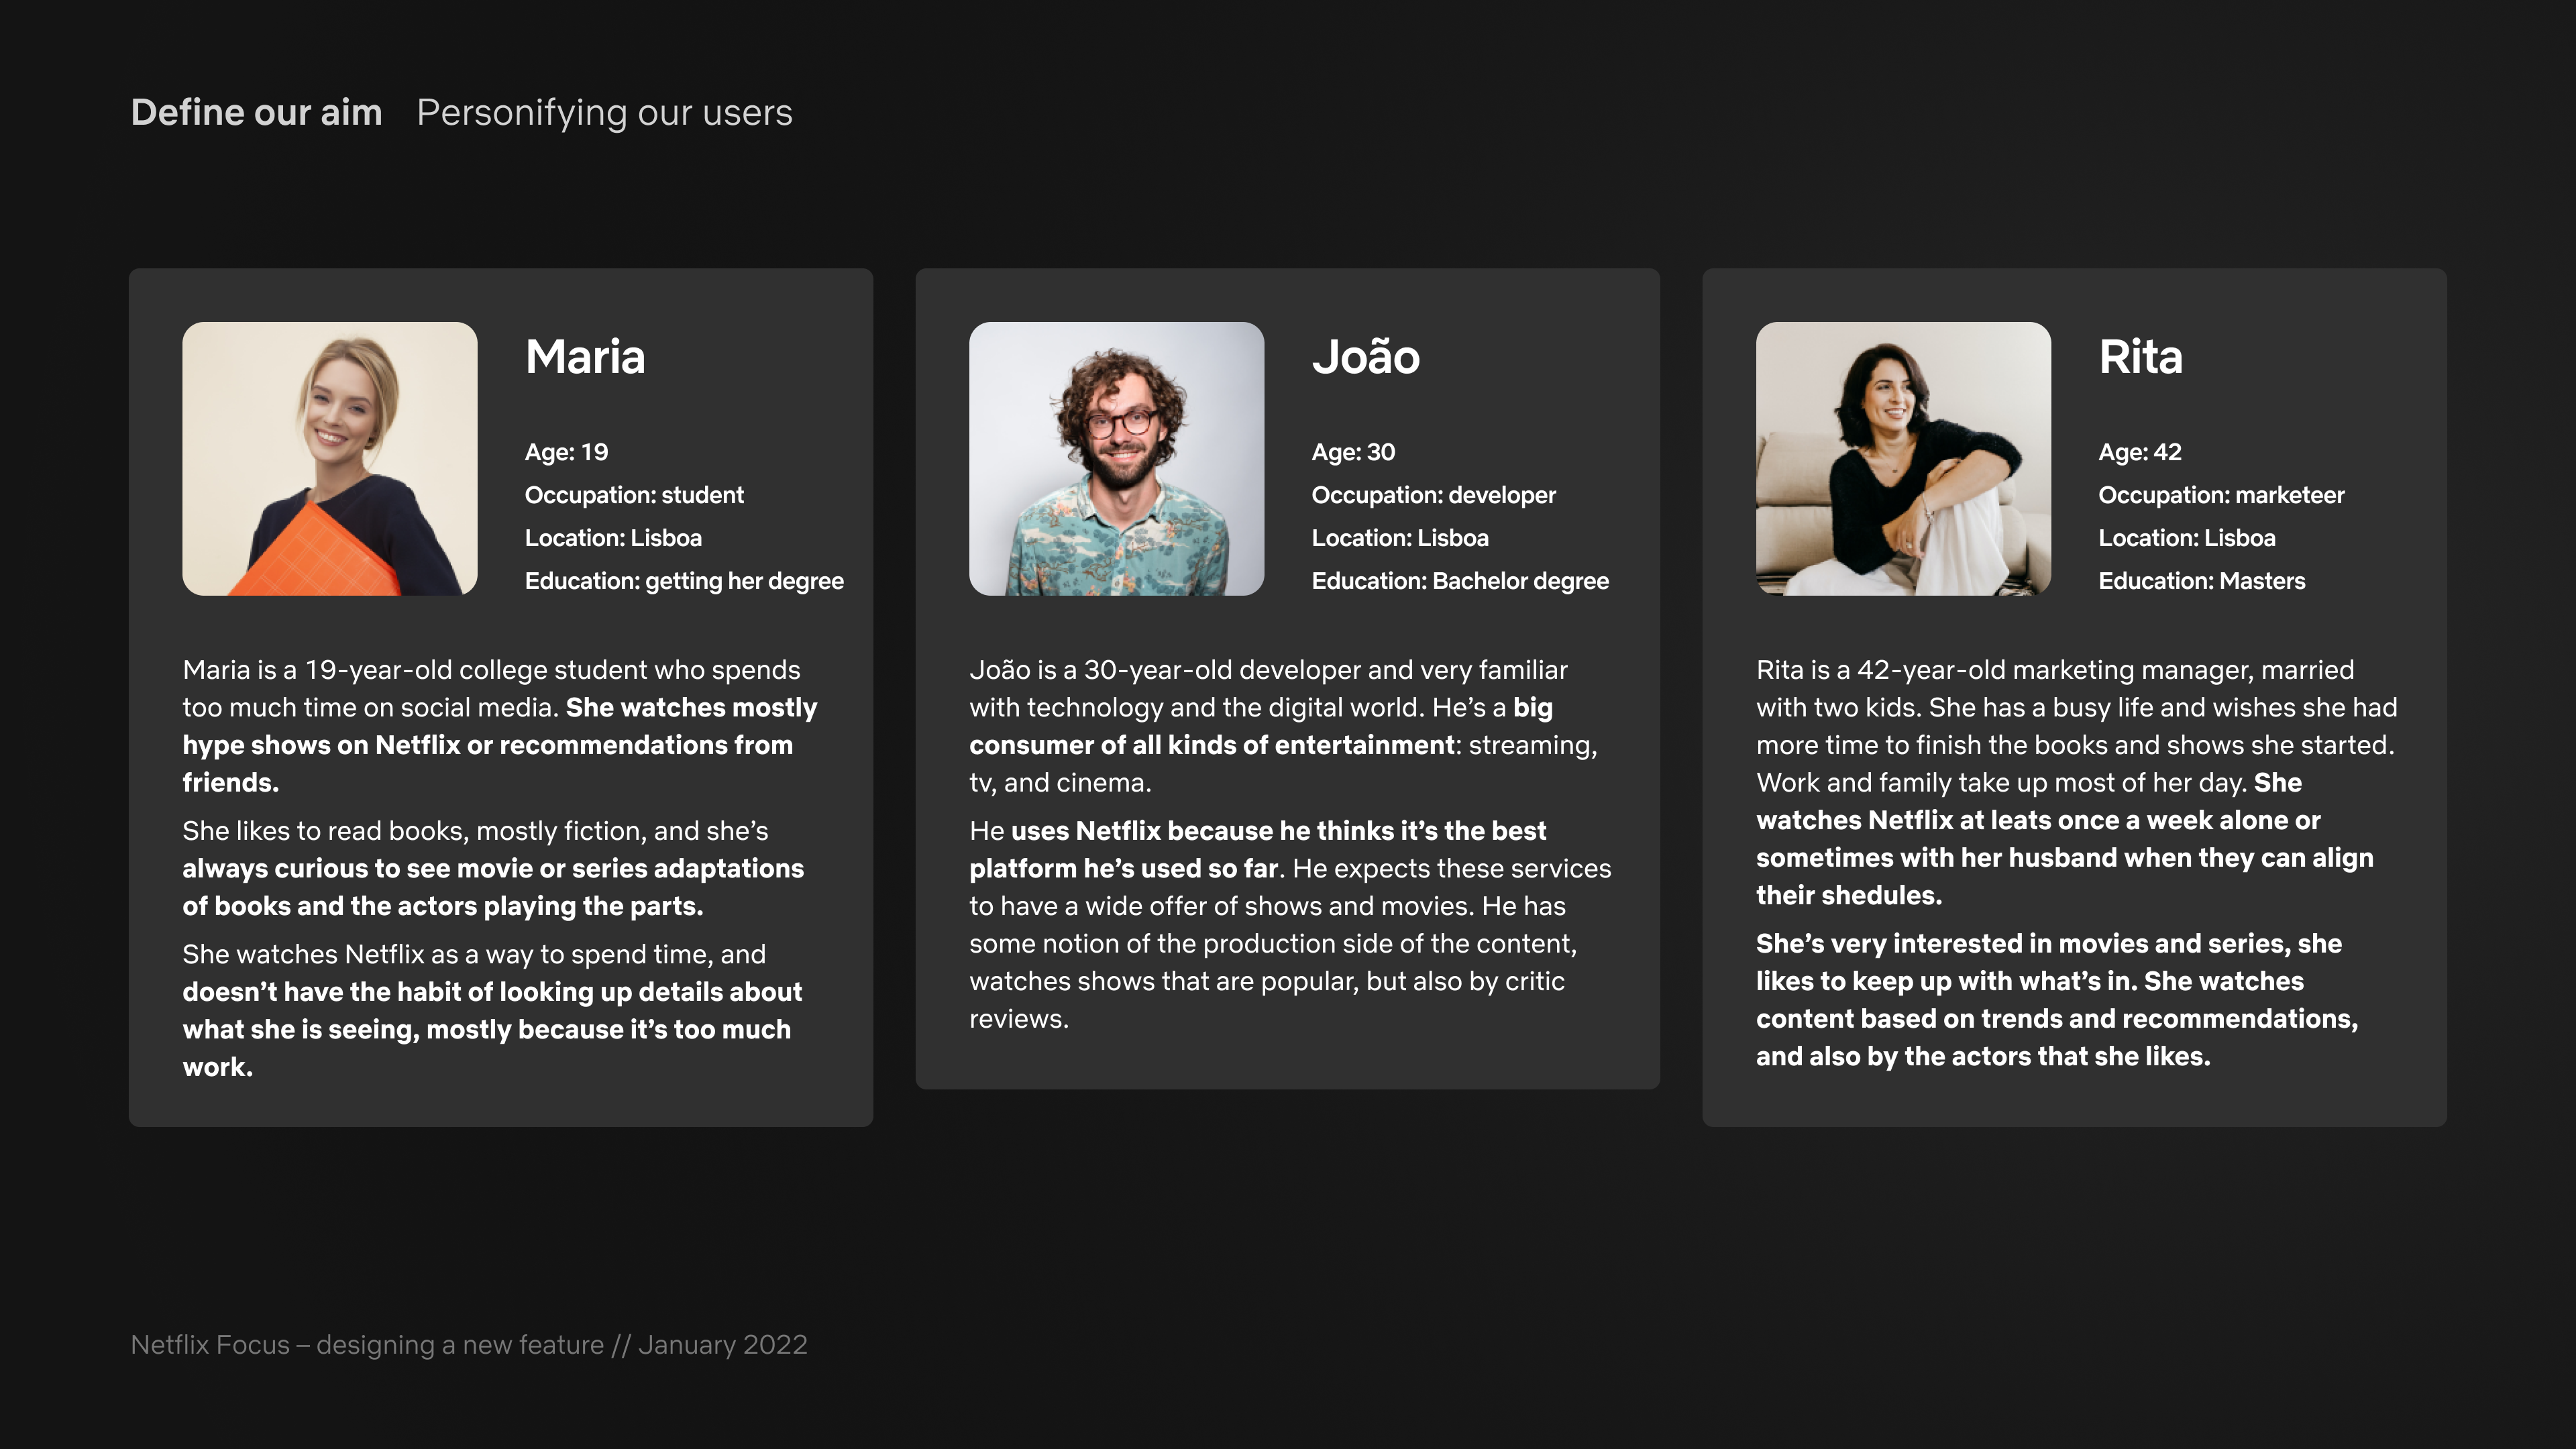 Define our aim Personifying our users
Maria
Age: 19
Occupation: student
Location: Lisboa
Education: getting her degree
Maria is a 19-year-old college student who spends
too much time on social media. She watches mostly
hype shows on Netflix or recommendations from
friends.
She likes to read books, mostly fiction, and she’s
always curious to see movie or series adaptations
of books and the actors playing the parts.
She watches Netflix as a way to spend time, and
doesn’t have the habit of looking up details about
what she is seeing, mostly because it’s too much
work.
João
Age: 30
Occupation: developer
Location: Lisboa
Education: Bachelor degree
João is a 30-year-old developer and very familiar
with technology and the digital world. He’s a big
consumer of all kinds of entertainment: streaming,
tv, and cinema.
He uses Netflix because he thinks it’s the best
platform he’s used so far. He expects these services
to have a wide offer of shows and movies. He has
some notion of the production side of the content,
watches shows that are popular, but also by critic
reviews.
Rita
Age: 42
Occupation: marketeer
Location: Lisboa
Education: Masters
Rita is a 42-year-old marketing manager, married
with two kids. She has a busy life and wishes she had
more time to finish the books and shows she started.
Work and family take up most of her day. She
watches Netflix at leats once a week alone or
sometimes with her husband when they can align
their shedules.
She’s very interested in movies and series, she
likes to keep up with what’s in. She watches
content based on trends and recommendations,
and also by the actors that she likes.
Netflix Focus – designing a new feature // January 2022